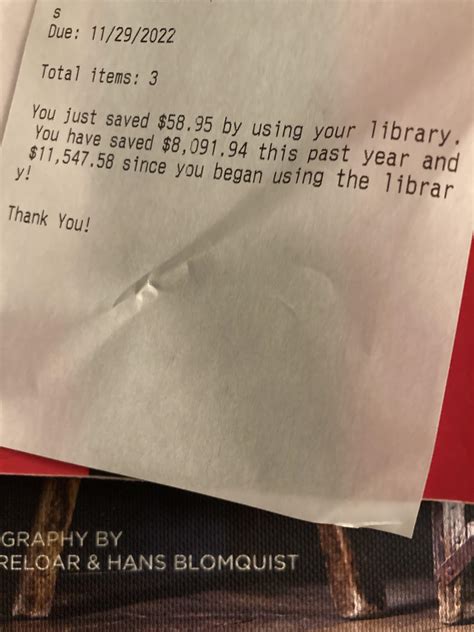 s
Due: 11/29/2022
Total items: 3
You just saved $58.95 by using your library.
You have saved $8,091.94 this past year and
$11,547.58 since you began using the librar
y!
Thank You!
OGRAPHY BY
RELOAR & HANS BLOMQUIST